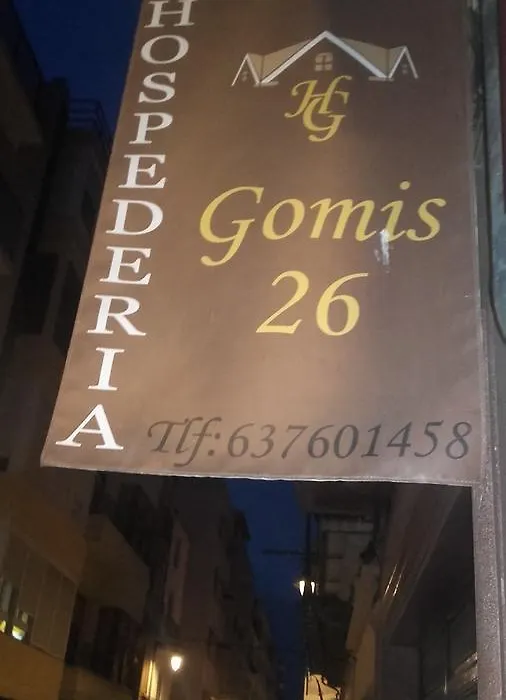 HOSPEDERIA
HG
Gomis
26
Tlf:637601458